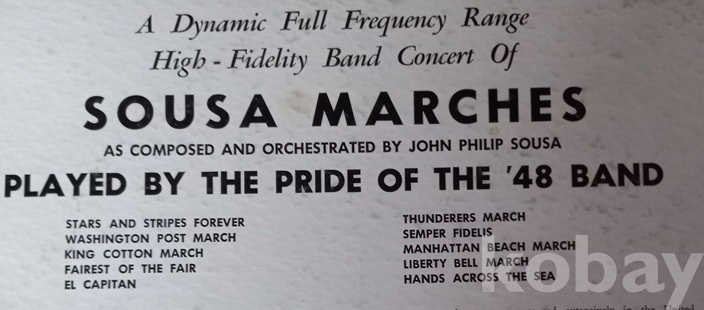 A Dynamic Full Frequency Range
High-Fidelity Band Concert Of
SOUSA MARCHES
AS COMPOSED AND ORCHESTRATED BY JOHN PHILIP SOUSA
PLAYED BY THE PRIDE OF THE '48 BAND
STARS AND STRIPES FOREVER
WASHINGTON POST MARCH
KING COTTON MARCH
FAIREST OF THE FAIR
EL CAPITAN
THUNDERERS MARCH
SEMPER FIDELIS
MANHATTAN BEACH MARCH
LIBERTY BELL MARCH
HANDS ACROSS THE SEA
kobay
in the United